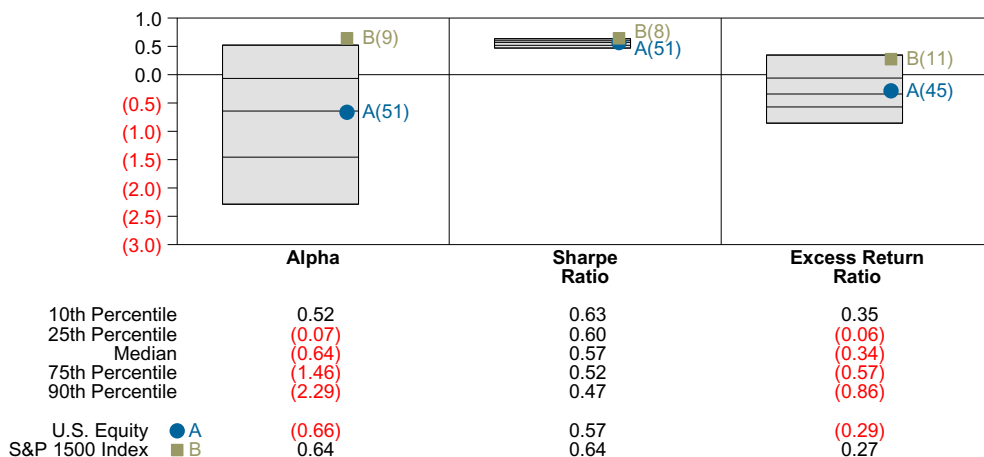 1.0
0.5
0.0
(0.5)
(1.0)
(1.5)
(2.0)
(2.5)
(3.0)
B(9)
A(51)
B(8)
A(51)
B(11)
A(45)
Alpha
Sharpe
Ratio
Excess Return
Ratio
10th Percentile 0.52 0.63 0.35
25th Percentile (0.07) 0.60 (0.06)
Median (0.64) 0.57 (0.34)
75th Percentile (1.46) 0.52 (0.57)
90th Percentile (2.29) 0.47 (0.86)
U.S. Equity A (0.66) 0.57 (0.29)
S&P 1500 Index B 0.64 0.64 0.27